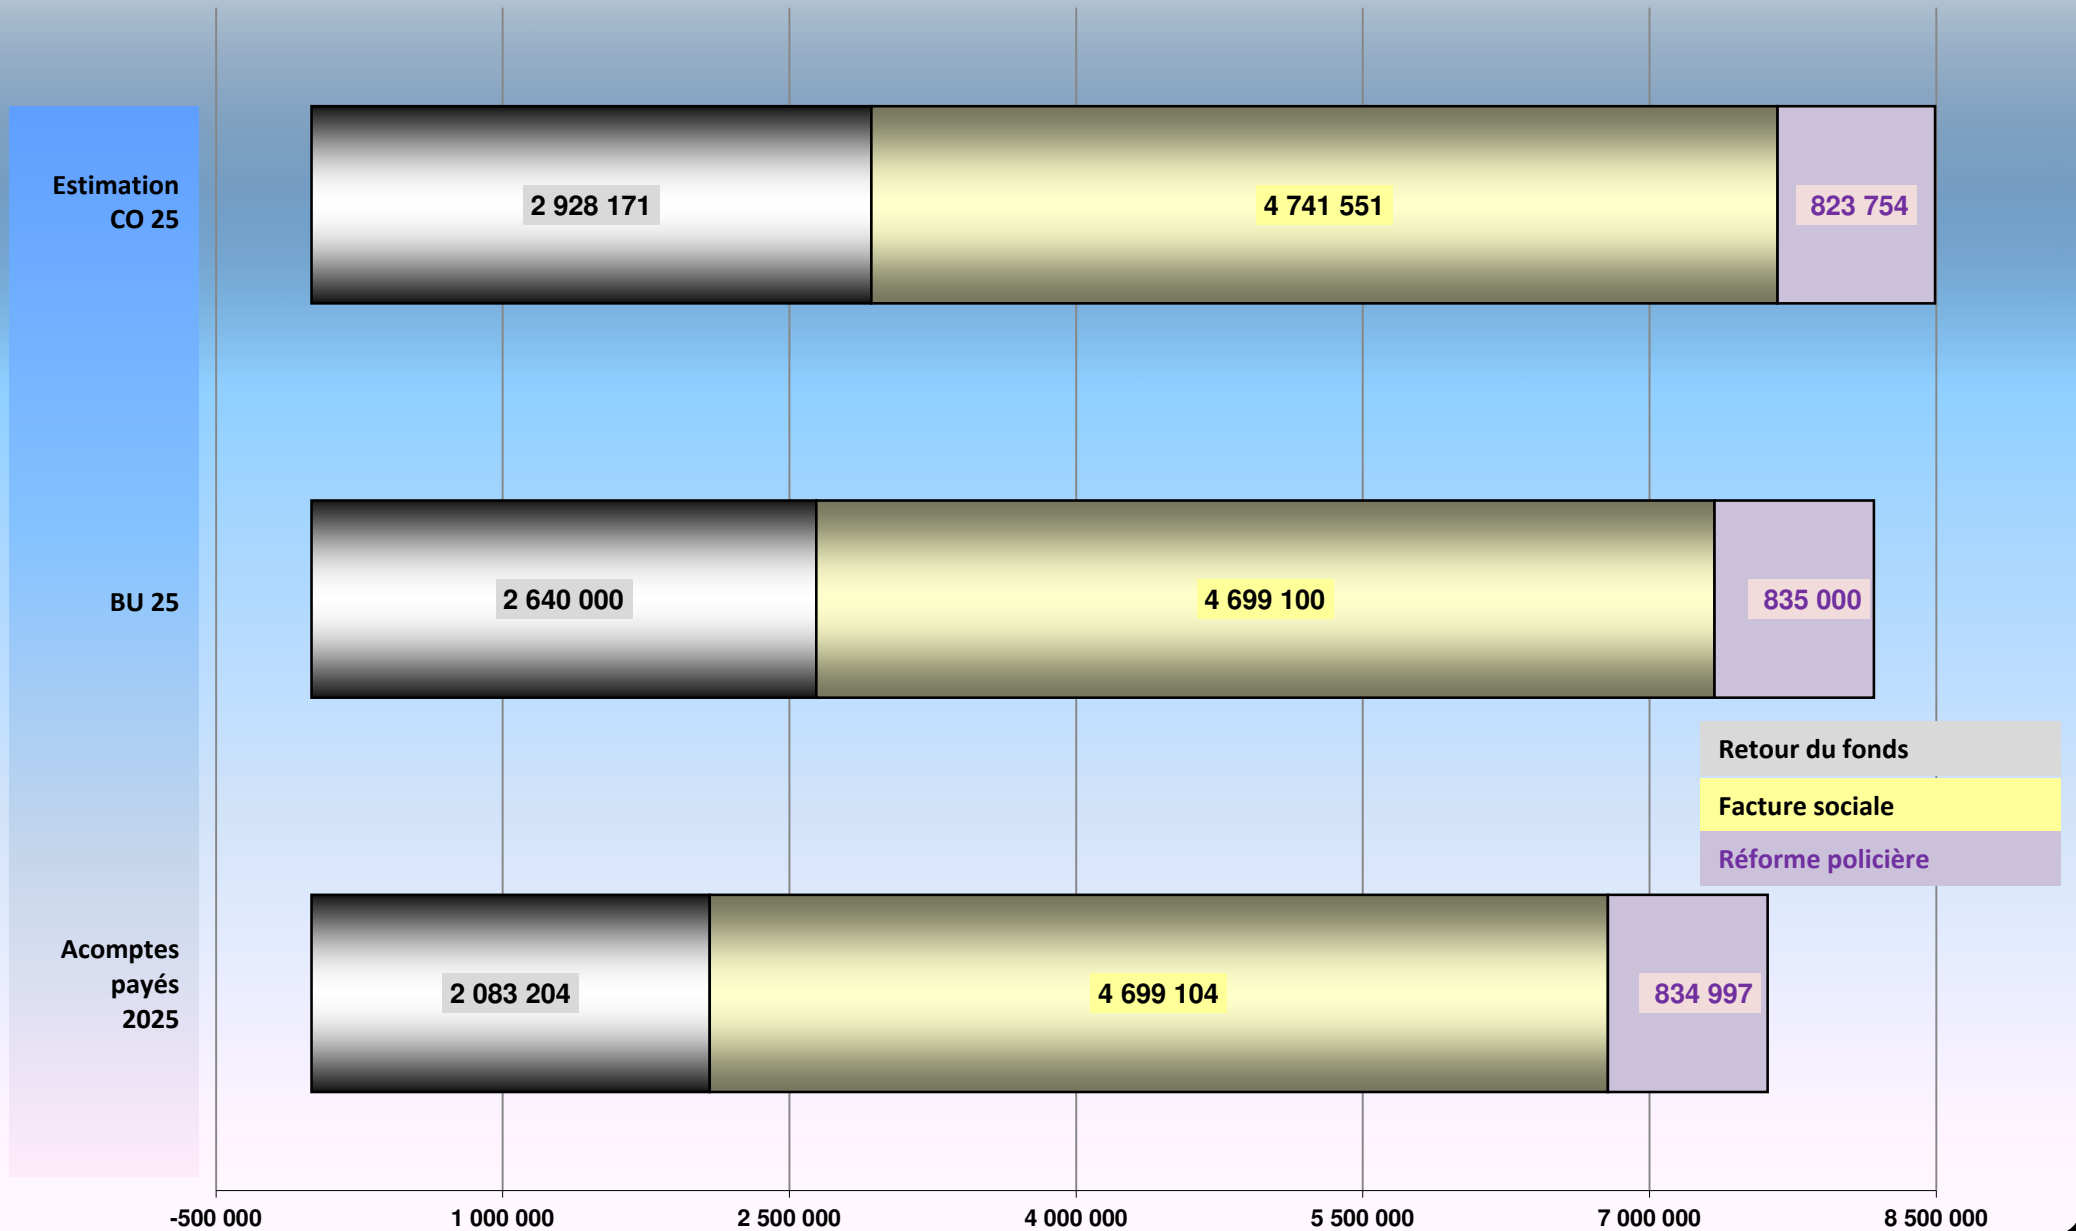 Estimation
CO 25
2 928 171
4 741 551
823 754
BU 25
2 640 000
4 699 100
835 000
Retour du fonds
Facture sociale
Réforme policière
Acomptes
payés
2025
2 083 204
4 699 104
834 997
-500 000
1 000 000
2 500 000
4 000 000
5 500 000
7 000 000
8 500 000